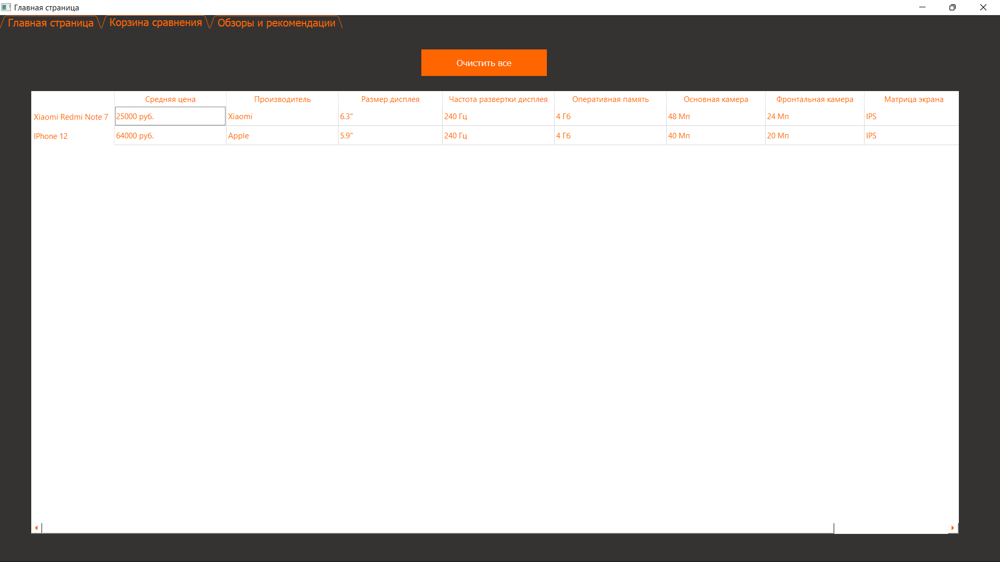 Главная страница
Главная страница Корзина сравнения Обзоры и рекомендации
Очистить все
Средняя цена Производитель Размер дисплея Частота развертки дисплея Оперативная память Основная камера Фронтальная камера Матрица экрана
Xiaomi Redmi Note 7 25000 руб. Xiaomi 6.3" 240 Гц 4 Гб 48 Мп 24 Мп IPS
IPhone 12 64000 руб. Apple 5.9" 240 Гц 4 Гб 40 Мп 20 Мп IPS